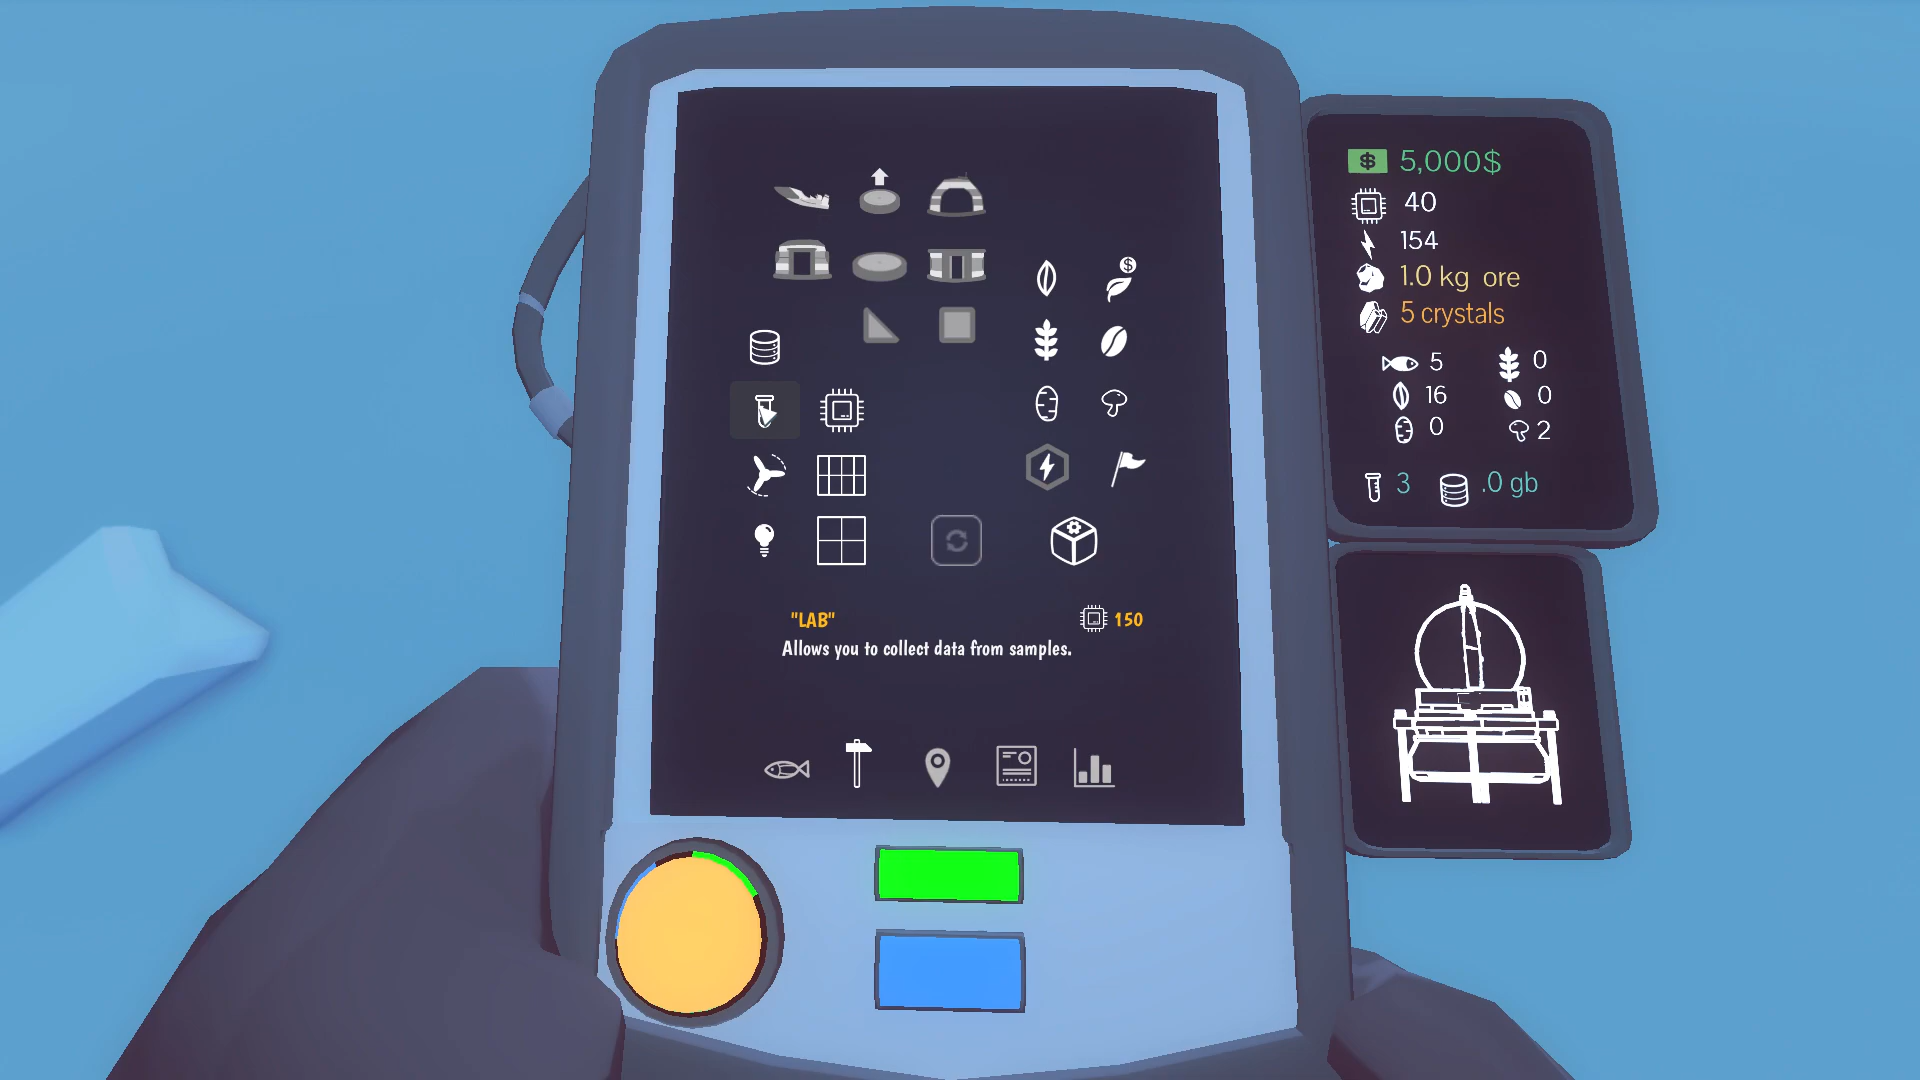 5,000$
40
154
1.0 kg ore
5 crystals
5 0
16 0
0 2
3 .0 gb
"LAB" 150
Allows you to collect data from samples.